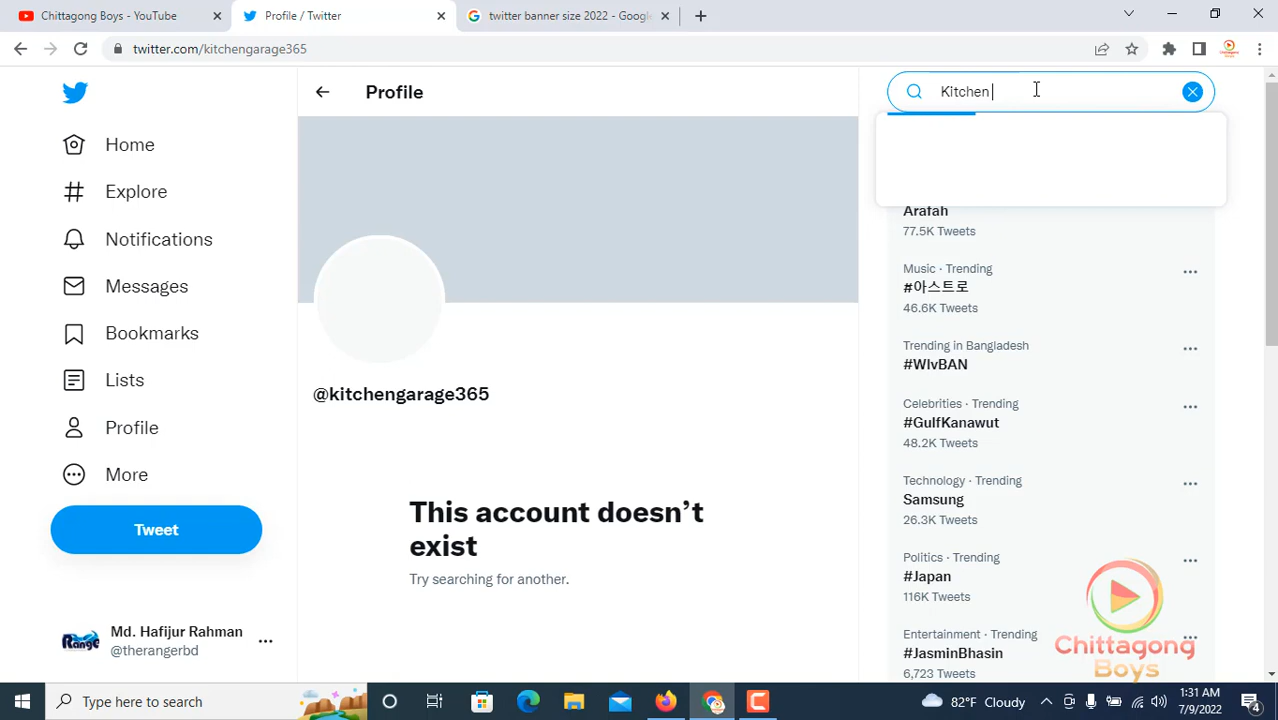 Chittagong Boys - YouTube
Profile / Twitter
twitter banner size 2022 - Google
twitter.com/kitchengarage365
Home
Explore
Notifications
Messages
Bookmarks
Lists
Profile
More
Tweet
Md. Hafijur Rahman
@therangerbd
Range
Profile
@kitchengarage365
This account doesn’t
exist
Try searching for another.
Kitchen
Arafah
77.5K Tweets
Music · Trending
#아스트로
46.6K Tweets
Trending in Bangladesh
#WIvBAN
Celebrities · Trending
#GulfKanawut
48.2K Tweets
Technology · Trending
Samsung
26.3K Tweets
Politics · Trending
#Japan
116K Tweets
Entertainment · Trending
#JasminBhasin
6,723 Tweets
Chittagong
Boys
Type here to search
82°F Cloudy
1:31 AM
7/9/2022
4